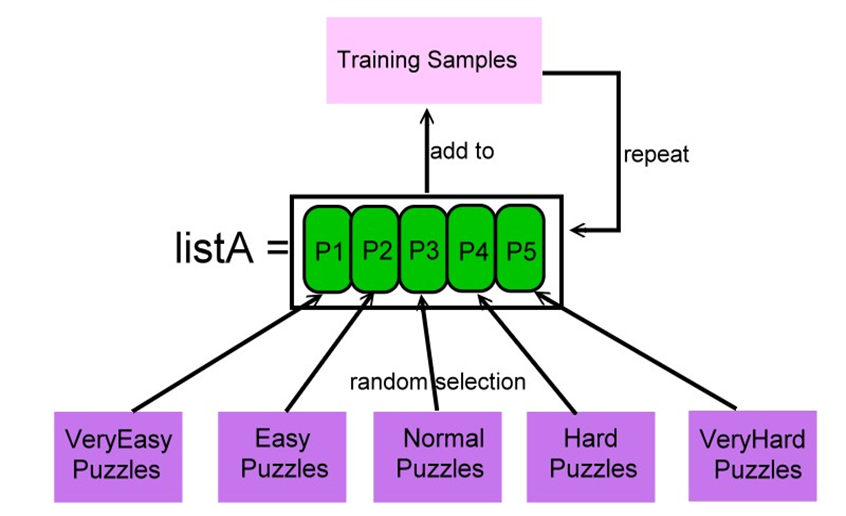 Training Samples
add to
repeat
listA =
P1 P2 P3 P4 P5
random selection
VeryEasy
Puzzles
Easy
Puzzles
Normal
Puzzles
Hard
Puzzles
VeryHard
Puzzles